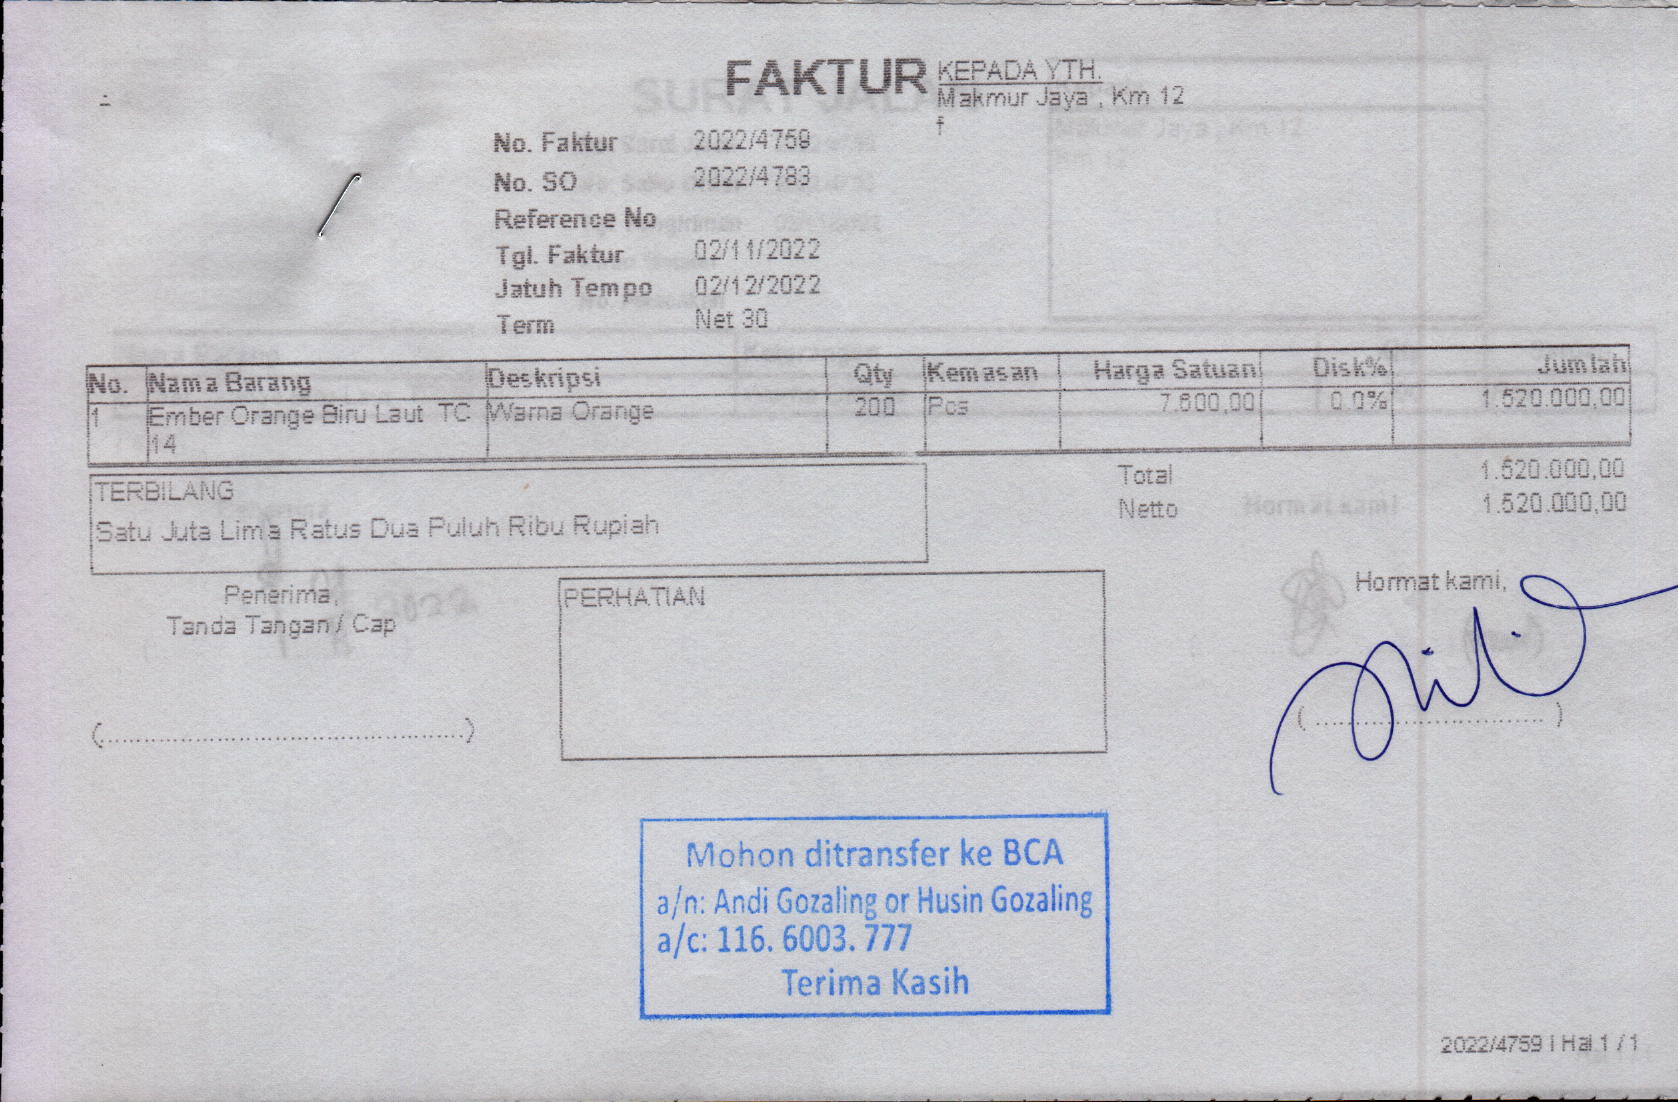 FAKTUR
KEPADA YTH.
Makmur Jaya , Km 12
f
No. Faktur 2022/4759
No. SO 2022/4783
Reference No
Tgl. Faktur 02/11/2022
Jatuh Tempo 02/12/2022
Term Net 30
No. Nama Barang Deskripsi Qty Kemasan Harga Satuan Disk% Jumlah
1 Ember Orange Biru Laut TC Warna Orange 200 Pcs 7.600,00 0.0% 1.520.000,00
14
TERBILANG
Satu Juta Lima Ratus Dua Puluh Ribu Rupiah
Total 1.520.000,00
Netto 1.520.000,00
Penerima,
Tanda Tangan / Cap
PERHATIAN
Hormat kami,
(................................................)
( ............................... )
Mohon ditransfer ke BCA
a/n: Andi Gozaling or Husin Gozaling
a/c: 116. 6003. 777
Terima Kasih
2022/4759 | Hal 1 / 1